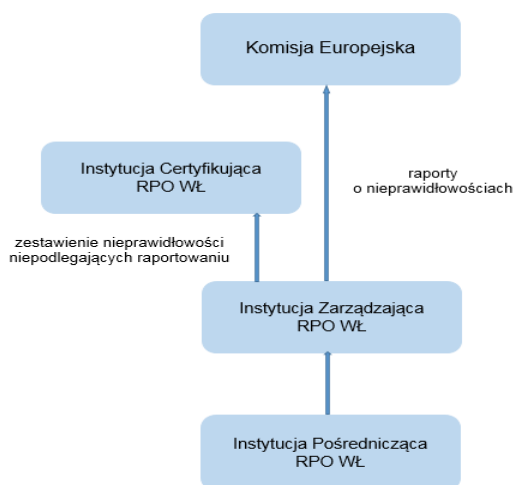 Komisja Europejska
Instytucja Certyfikująca
RPO WŁ
raporty
o nieprawidłowościach
zestawienie nieprawidłowości
niepodlegających raportowaniu
Instytucja Zarządzająca
RPO WŁ
Instytucja Pośrednicząca
RPO WŁ